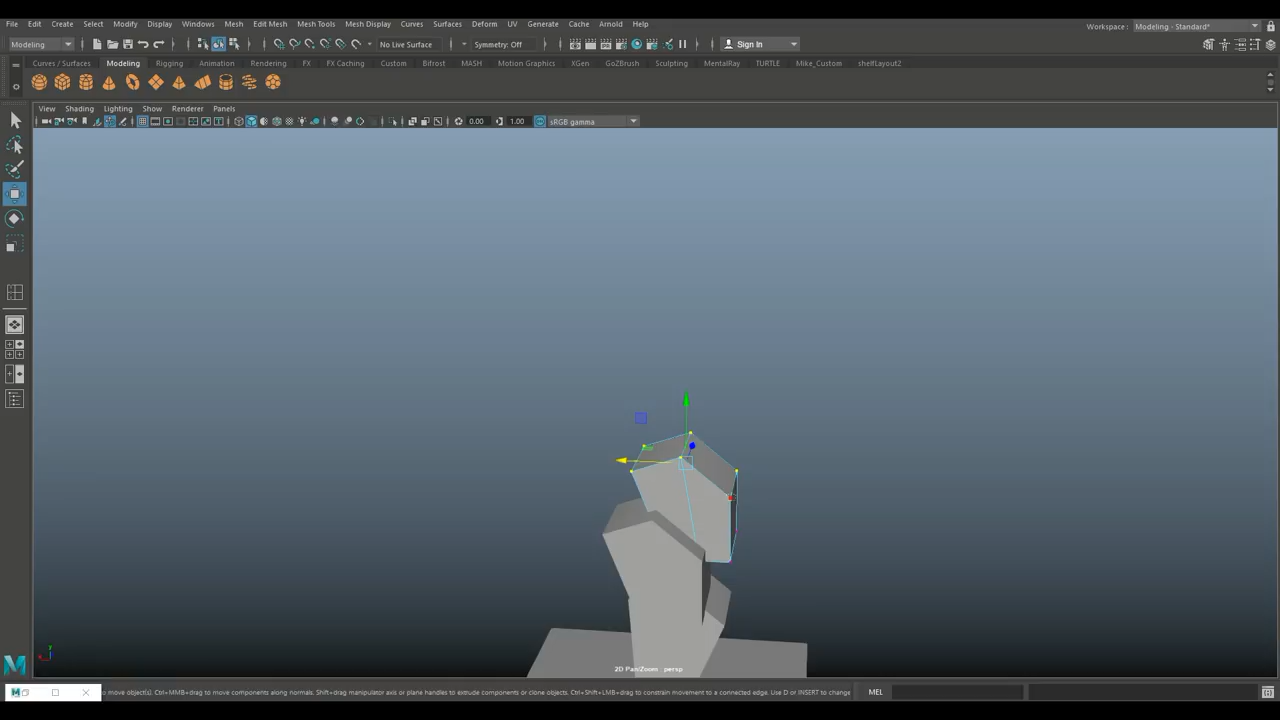 File Edit Create Select Modify Display Windows Mesh Edit Mesh Mesh Tools Mesh Display Curves Surfaces Deform UV Generate Cache Arnold Help
Workspace : Modeling - Standard*
Modeling No Live Surface Symmetry: Off Sign In
Curves / Surfaces Modeling Rigging Animation Rendering FX FX Caching Custom Bifrost MASH Motion Graphics XGen GoZBrush Sculpting MentalRay TURTLE Mike_Custom shelfLayout2
View Shading Lighting Show Renderer Panels
0.00 1.00 sRGB gamma
2D Pan/Zoom : persp
to move object(s). Ctrl+MMB+drag to move components along normals. Shift+drag manipulator axis or plane handles to extrude components or clone objects. Ctrl+Shift+LMB+drag to constrain movement to a connected edge. Use D or INSERT to change MEL